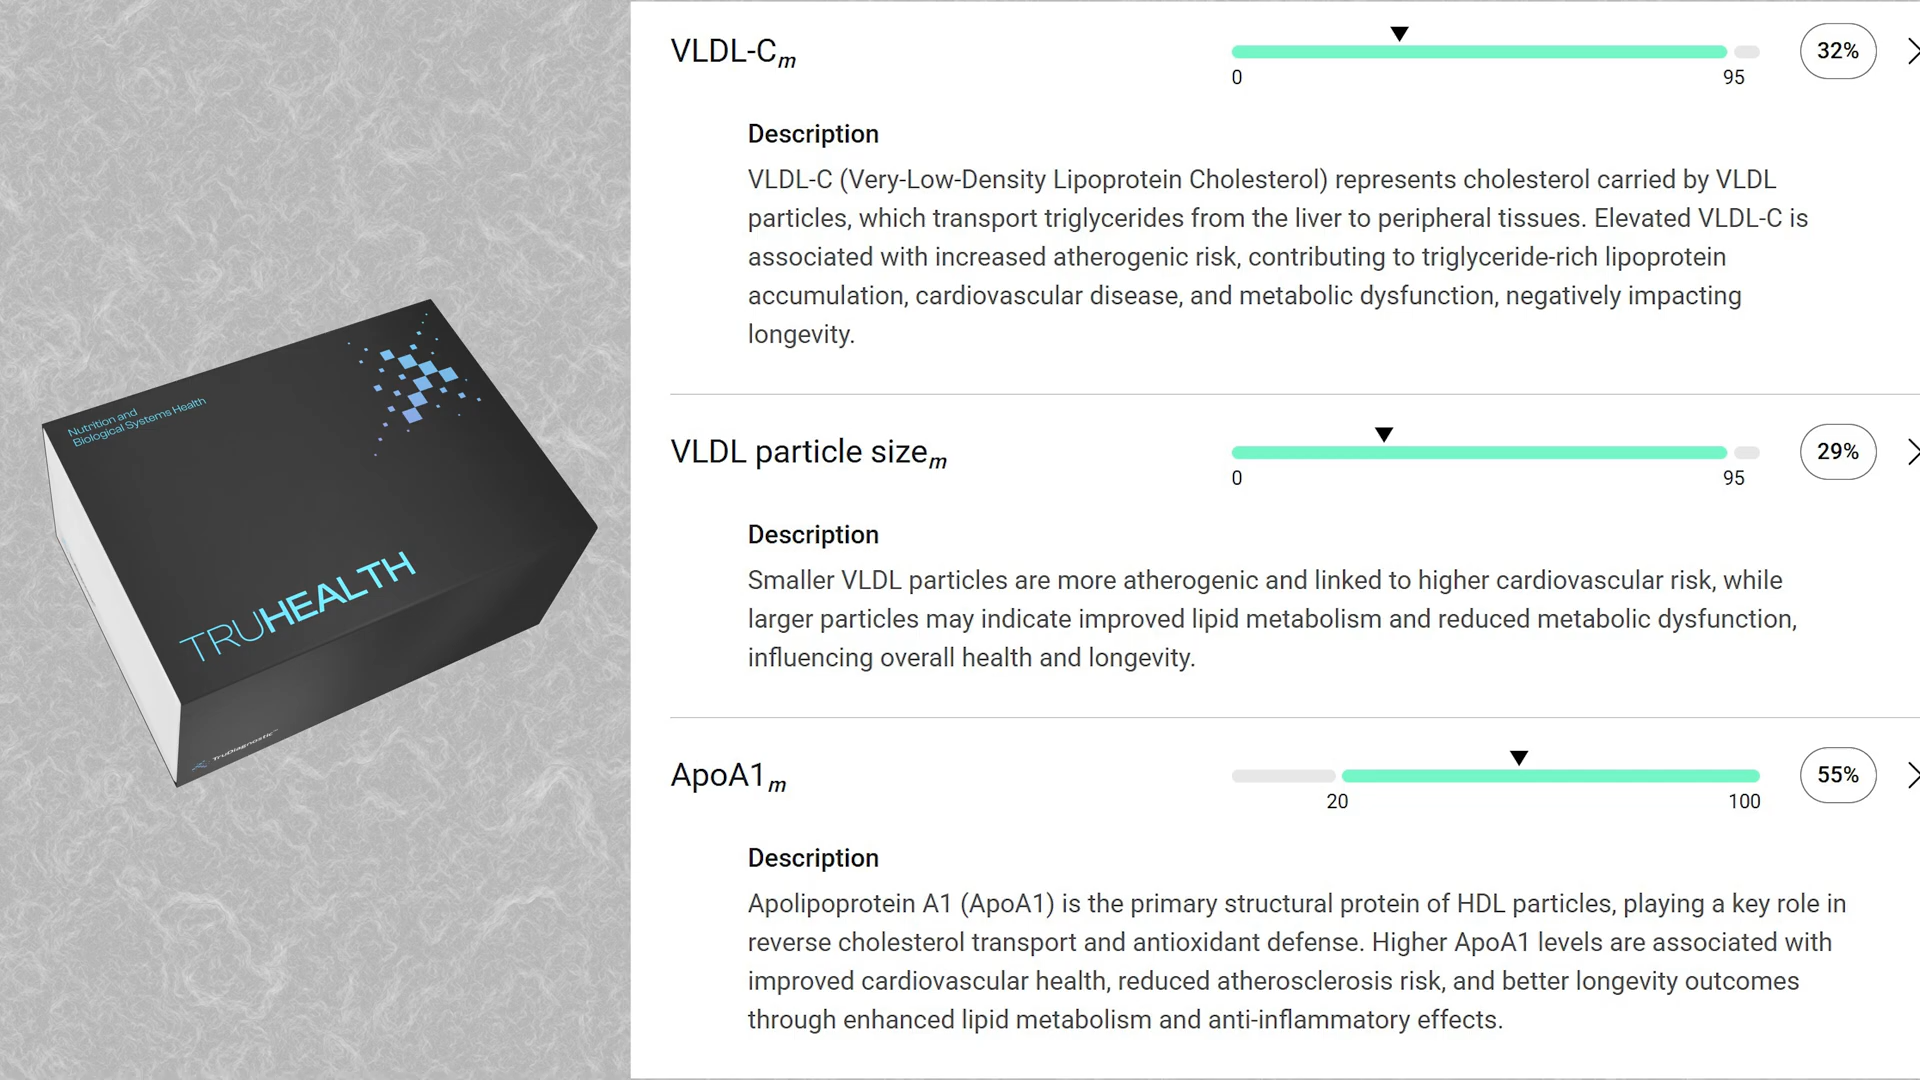 Nutrition and
Biological Systems Health
TRUHEALTH
TruDiagnostic™
VLDL-Cm
0 95
32%
Description
VLDL-C (Very-Low-Density Lipoprotein Cholesterol) represents cholesterol carried by VLDL
particles, which transport triglycerides from the liver to peripheral tissues. Elevated VLDL-C is
associated with increased atherogenic risk, contributing to triglyceride-rich lipoprotein
accumulation, cardiovascular disease, and metabolic dysfunction, negatively impacting
longevity.
VLDL particle sizem
0 95
29%
Description
Smaller VLDL particles are more atherogenic and linked to higher cardiovascular risk, while
larger particles may indicate improved lipid metabolism and reduced metabolic dysfunction,
influencing overall health and longevity.
ApoA1m
20 100
55%
Description
Apolipoprotein A1 (ApoA1) is the primary structural protein of HDL particles, playing a key role in
reverse cholesterol transport and antioxidant defense. Higher ApoA1 levels are associated with
improved cardiovascular health, reduced atherosclerosis risk, and better longevity outcomes
through enhanced lipid metabolism and anti-inflammatory effects.